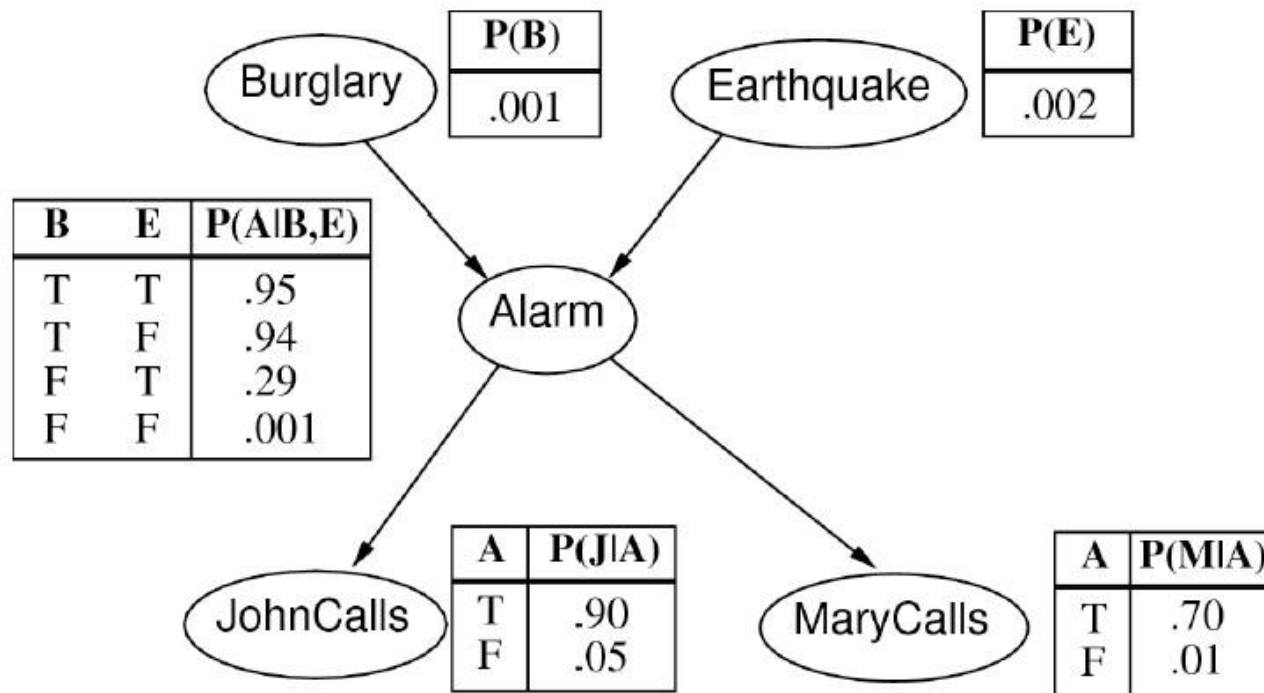 Burglary
P(B)
.001
Earthquake
P(E)
.002
B E P(A|B,E)
T T .95
T F .94
F T .29
F F .001
Alarm
JohnCalls
A P(J|A)
T .90
F .05
MaryCalls
A P(M|A)
T .70
F .01